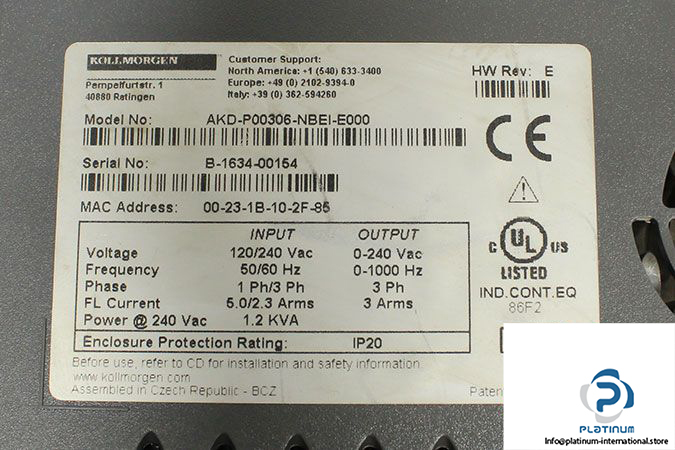 KOLLMORGEN
Pempelfurtstr. 1
40880 Ratingen
Customer Support:
North America: +1 (540) 633-3400
Europe: +49 (0) 2102-9394-0
Italy: +39 (0) 362-594260
HW Rev: E
Model No: AKD-P00306-NBEI-E000
Serial No: B-1634-00154
MAC Address: 00-23-1B-10-2F-85
INPUT OUTPUT
Voltage 120/240 Vac 0-240 Vac
Frequency 50/60 Hz 0-1000 Hz
Phase 1 Ph/3 Ph 3 Ph
FL Current 5.0/2.3 Arms 3 Arms
Power @ 240 Vac 1.2 KVA
Enclosure Protection Rating: IP20
CE
C UL US
LISTED
IND.CONT.EQ
86F2
Before use, refer to CD for installation and safety information.
www.kollmorgen.com
Assembled in Czech Republic - BCZ
Paten
PLATINUM
Info@platinum-international.store